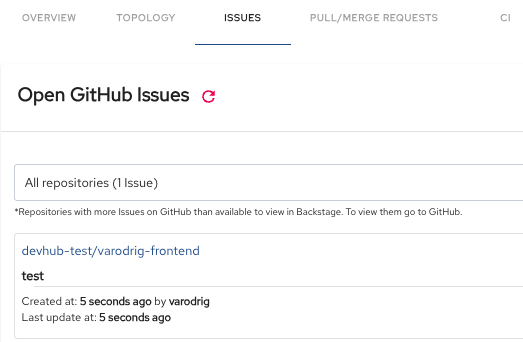 OVERVIEW TOPOLOGY ISSUES PULL/MERGE REQUESTS CI
Open GitHub Issues
All repositories (1 Issue)
*Repositories with more Issues on GitHub than available to view in Backstage. To view them go to GitHub.
devhub-test/varodrig-frontend
test
Created at: 5 seconds ago by varodrig
Last update at: 5 seconds ago